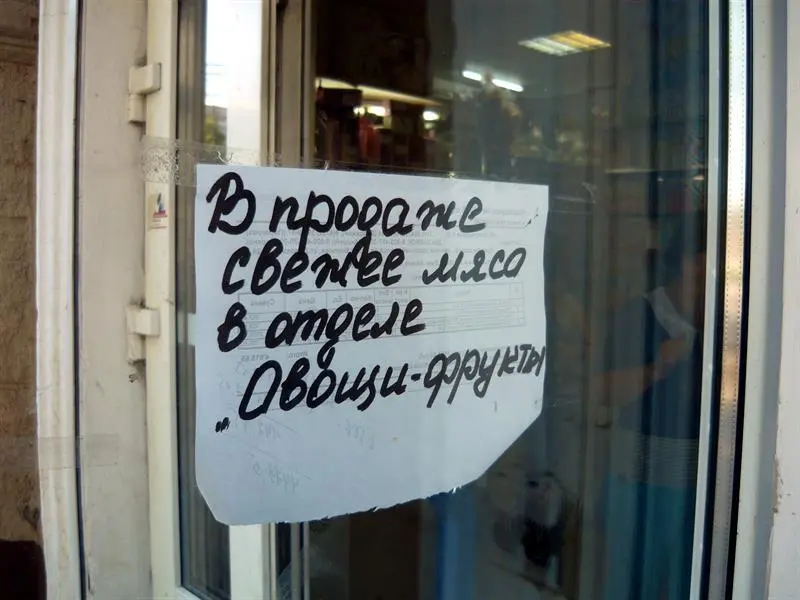 В продаже
свежее мясо
в отделе
„Овощи-фрукты